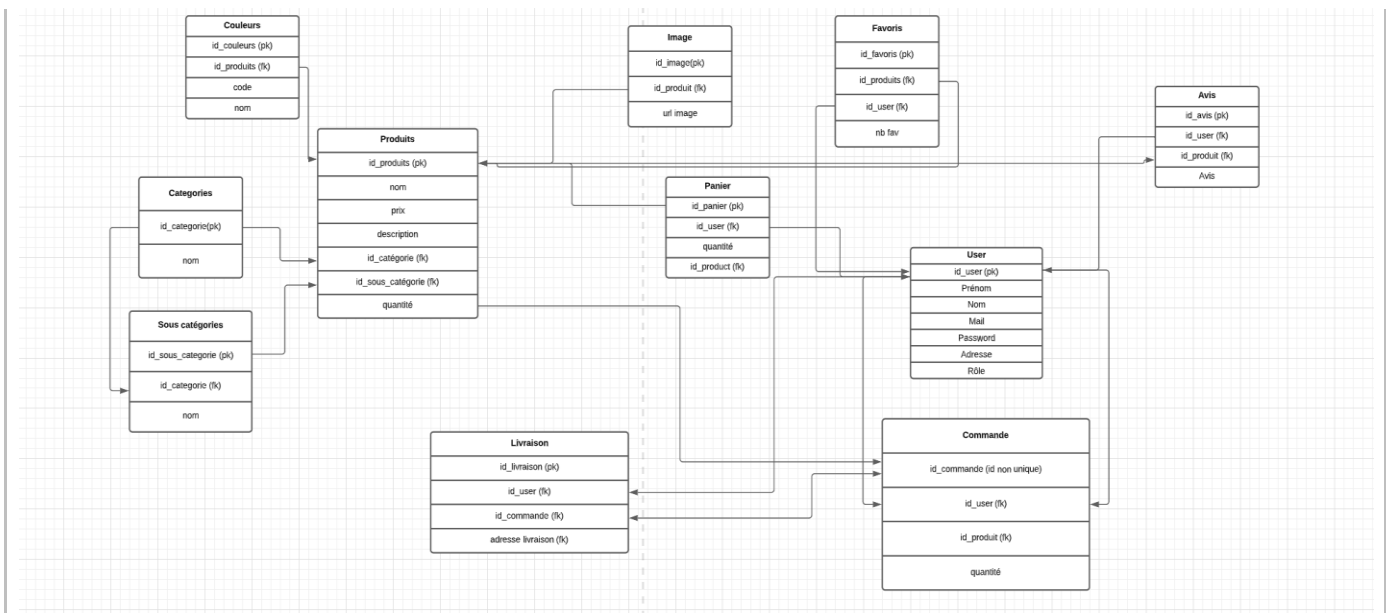 Couleurs
id_couleurs (pk)
id_produits (fk)
code
nom
Image
id_image(pk)
id_produit (fk)
url image
Favoris
id_favoris (pk)
id_produits (fk)
id_user (fk)
nb fav
Avis
id_avis (pk)
id_user (fk)
id_produit (fk)
Avis
Produits
id_produits (pk)
nom
prix
description
id_catégorie (fk)
id_sous_catégorie (fk)
quantité
Categories
id_categorie(pk)
nom
Panier
id_panier (pk)
id_user (fk)
quantité
id_product (fk)
User
id_user (pk)
Prénom
Nom
Mail
Password
Adresse
Rôle
Sous catégories
id_sous_categorie (pk)
id_categorie (fk)
nom
Livraison
id_livraison (pk)
id_user (fk)
id_commande (fk)
adresse livraison (fk)
Commande
id_commande (id non unique)
id_user (fk)
id_produit (fk)
quantité